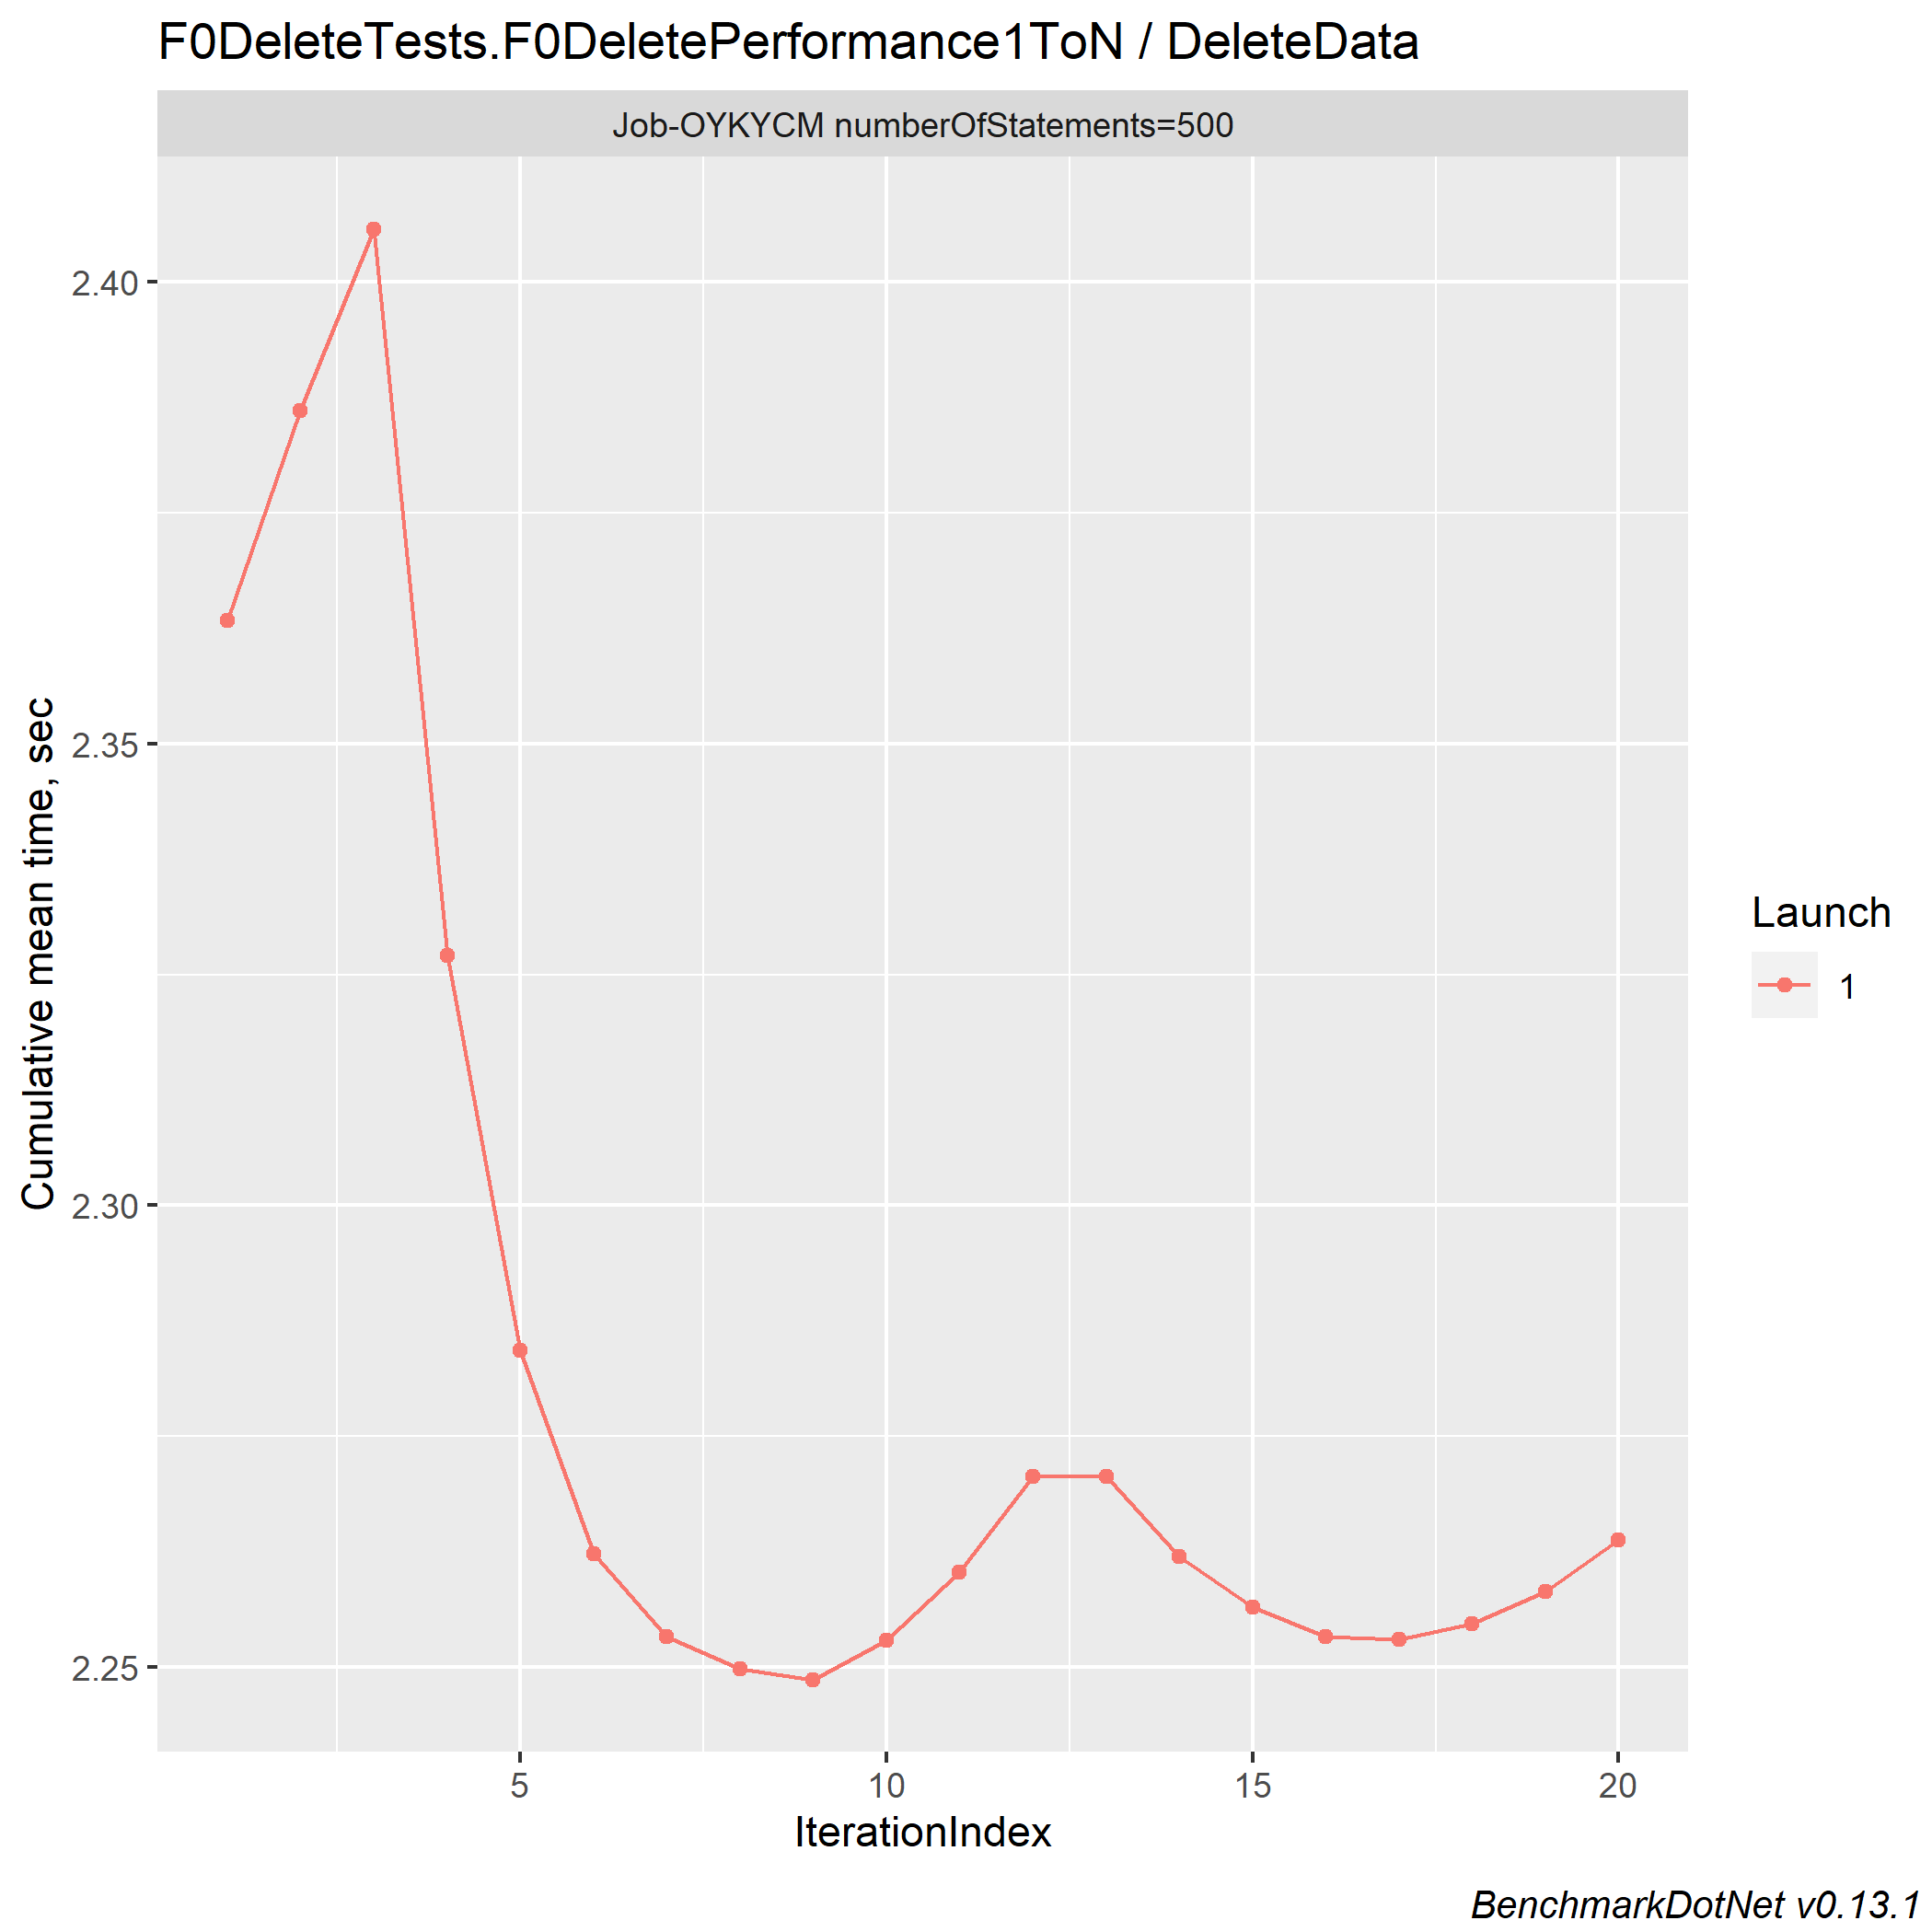 F0DeleteTests.F0DeletePerformance1ToN / DeleteData
Job-OYKYCM numberOfStatements=500
Cumulative mean time, sec
2.40
2.35
2.30
2.25
5
10
15
20
IterationIndex
Launch
1
BenchmarkDotNet v0.13.1